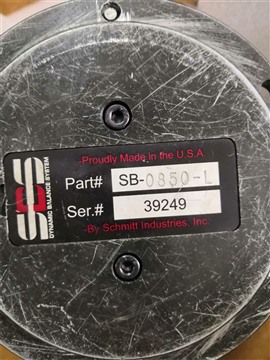 -Proudly Made in the U.S.A.
Part# SB-0850-L
Ser.# 39249
-By Schmitt Industries, Inc.
SBS
DYNAMIC BALANCE SYSTEM